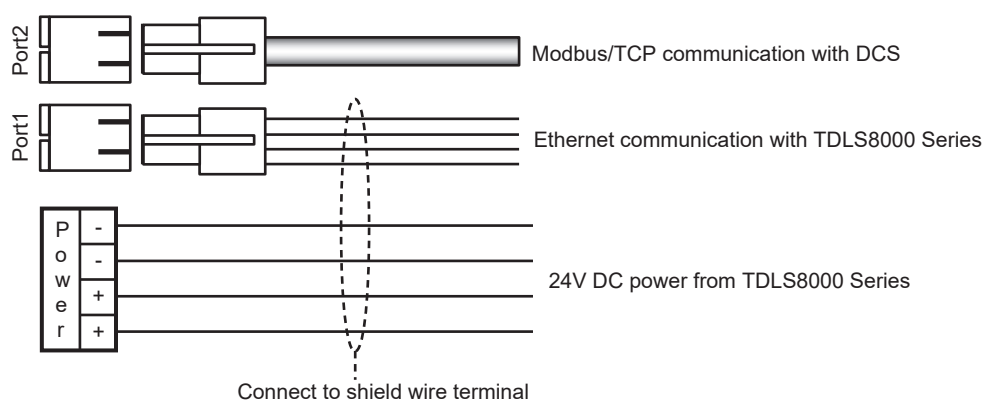 Port2
Modbus/TCP communication with DCS
Port1
Ethernet communication with TDLS8000 Series
Power
-
-
+
+
24V DC power from TDLS8000 Series
Connect to shield wire terminal